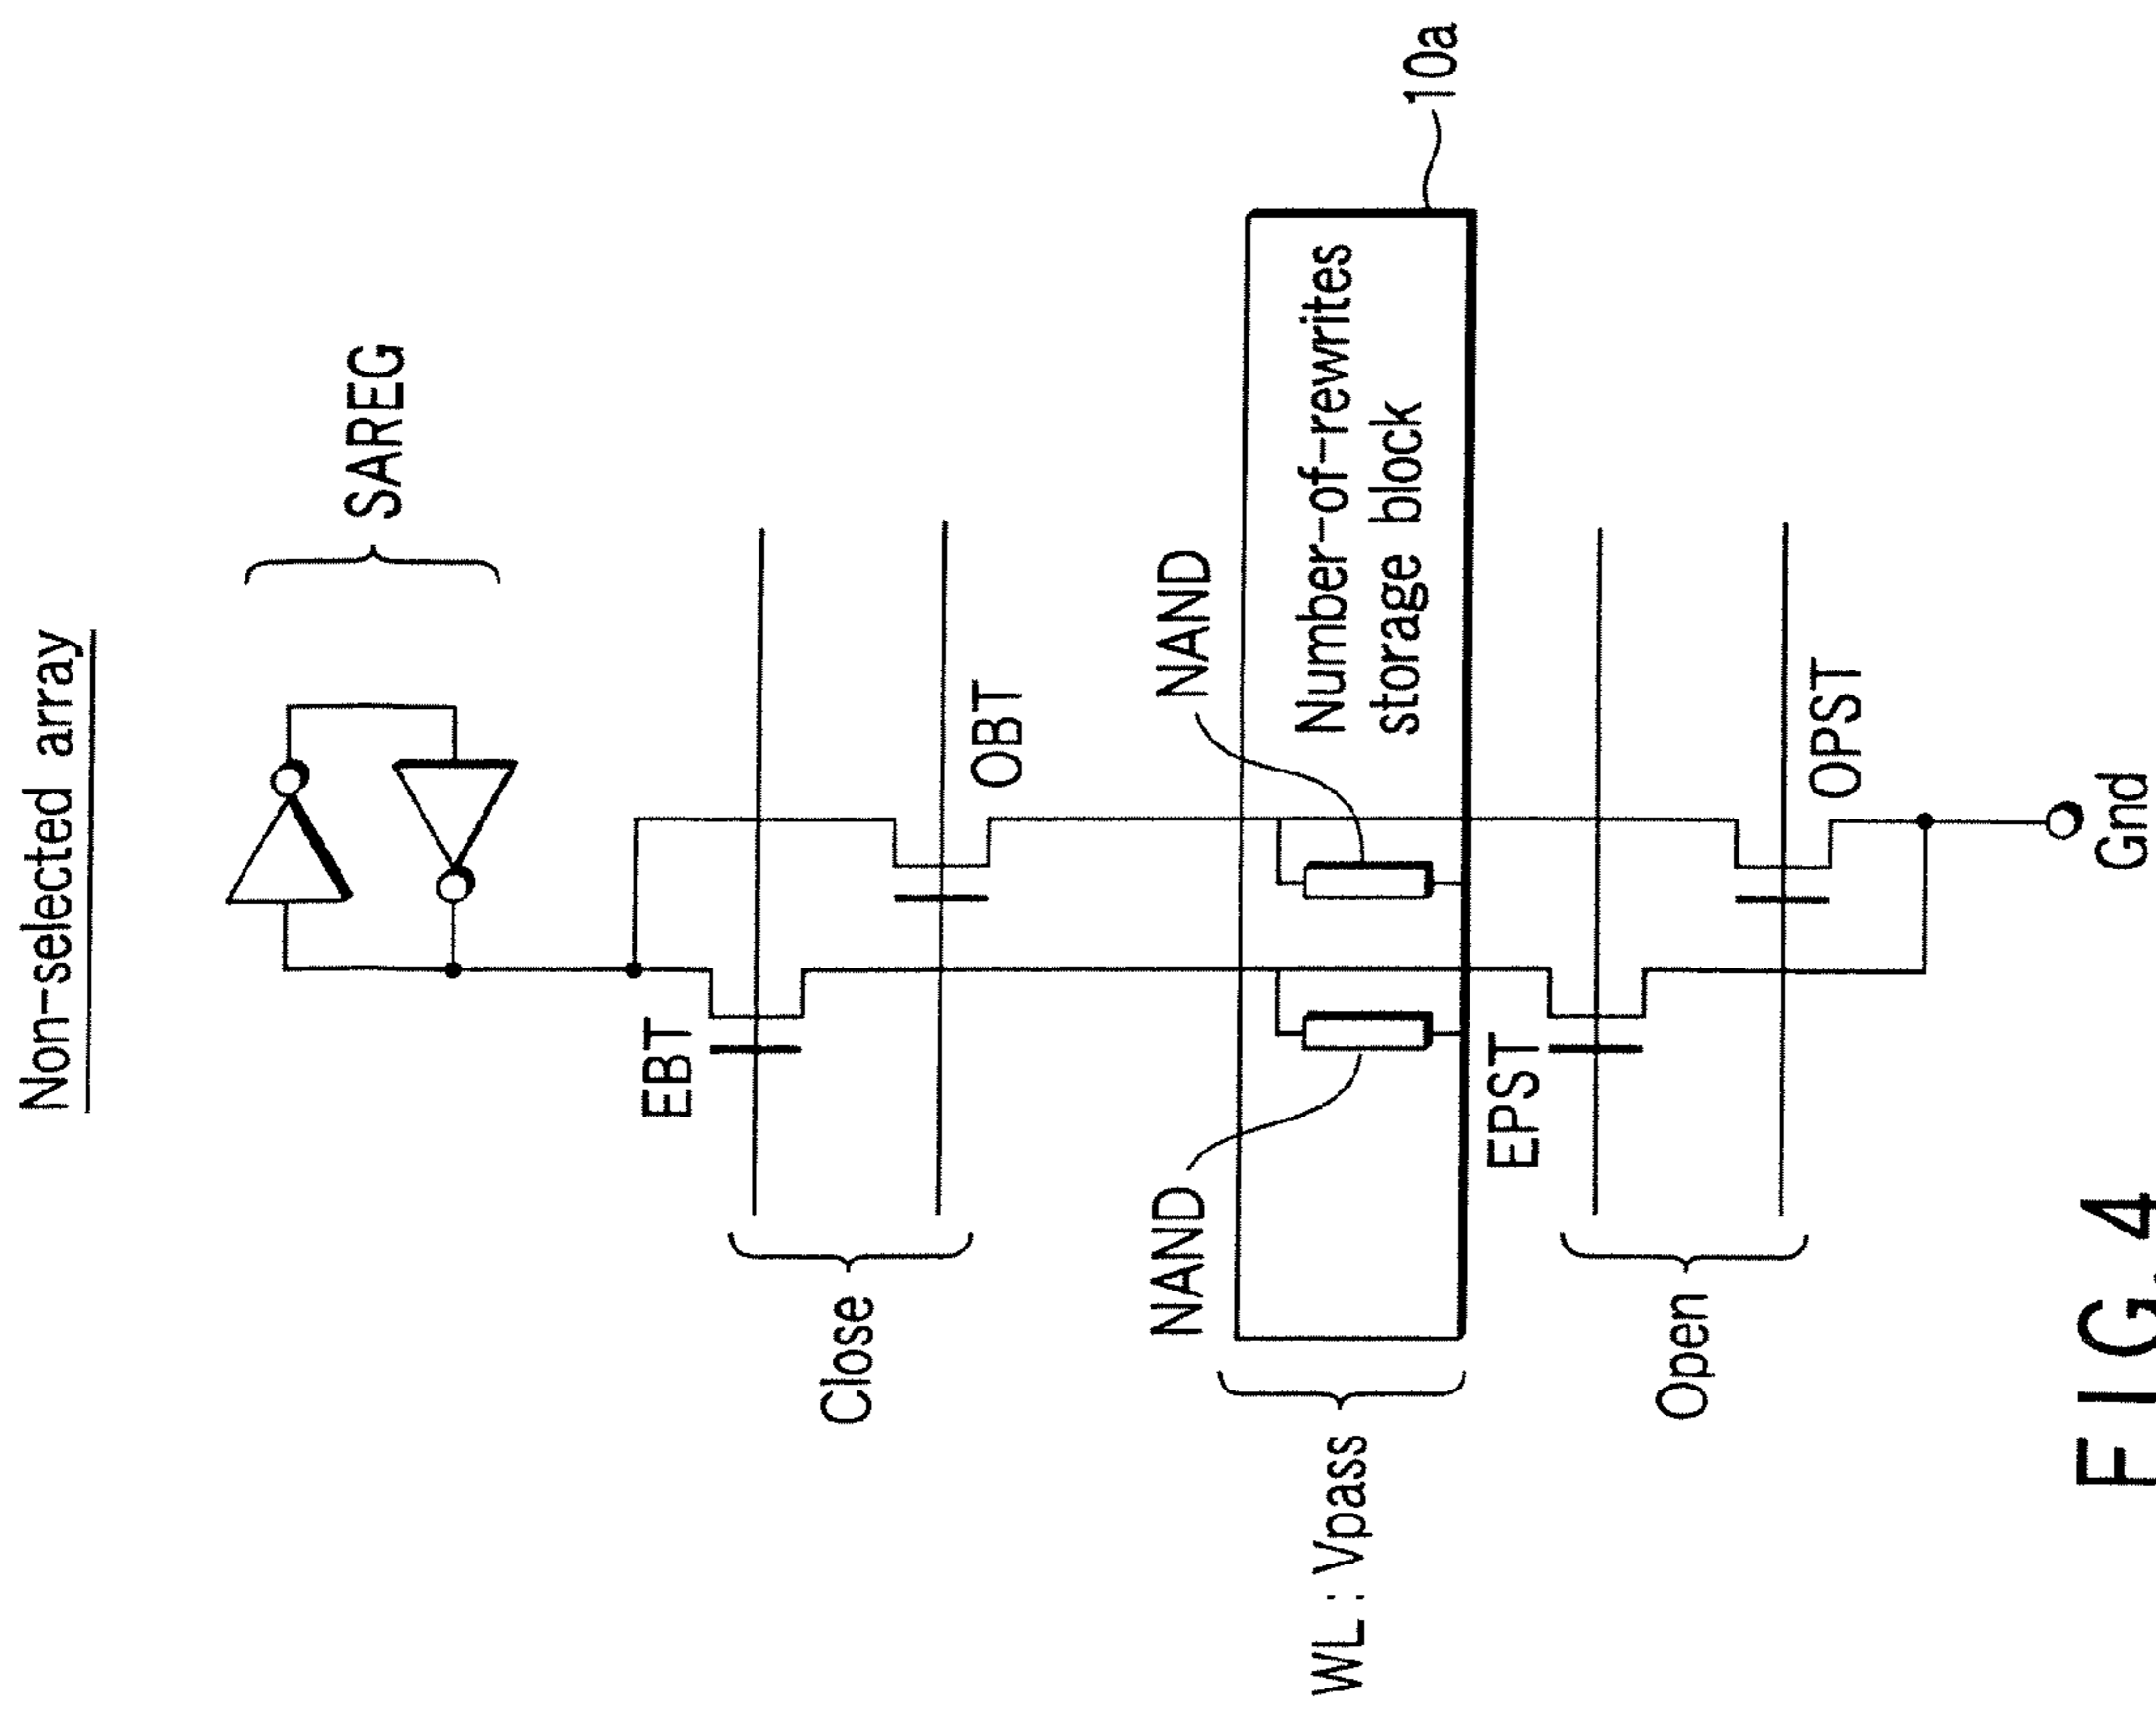 Non-selected array
SAREG
EBT
OBT
Close
NAND
NAND
Number-of-rewrites
storage block
10a
WL : Vpass
EPST
OPST
Open
Gnd
FIG. 4